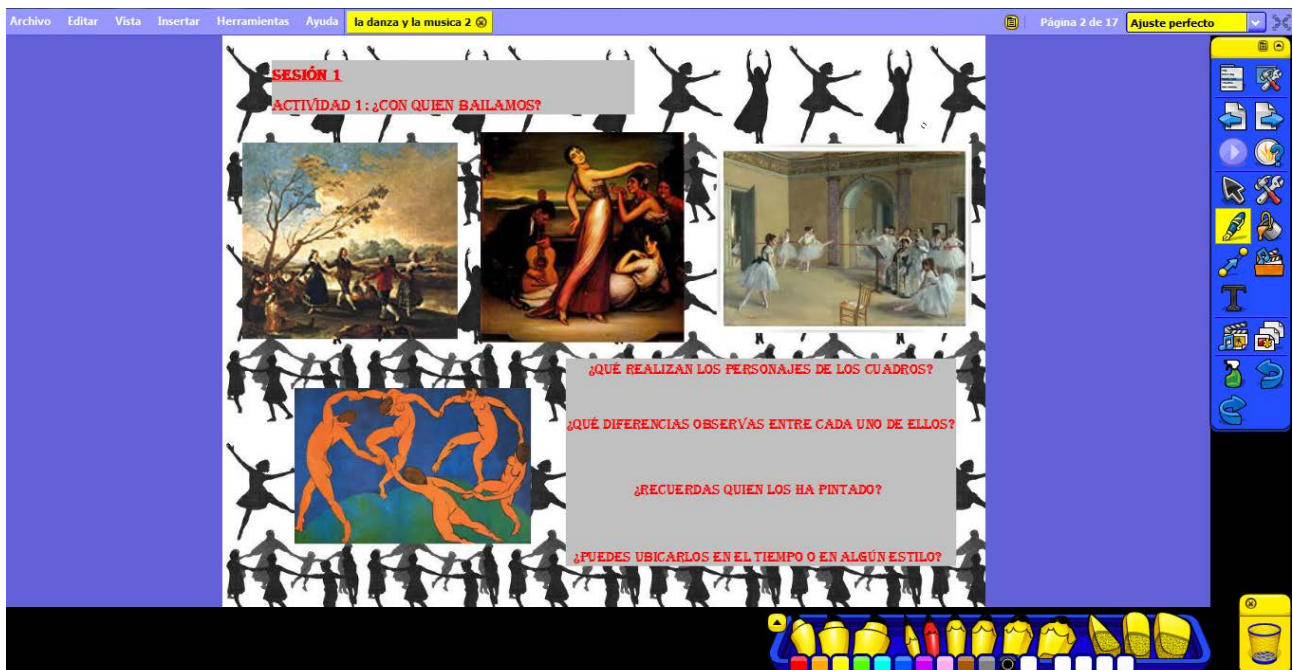 Archivo Editar Vista Insertar Herramientas Ayuda la danza y la musica 2 Página 2 de 17 Ajuste perfecto
SESIÓN 1
ACTIVIDAD 1: ¿CON QUIEN BAILAMOS?
¿QUÉ REALIZAN LOS PERSONAJES DE LOS CUADROS?
¿QUÉ DIFERENCIAS OBSERVAS ENTRE CADA UNO DE ELLOS?
¿RECUERDAS QUIEN LOS HA PINTADO?
¿PUEDES UBICARLOS EN EL TIEMPO O EN ALGÚN ESTILO?